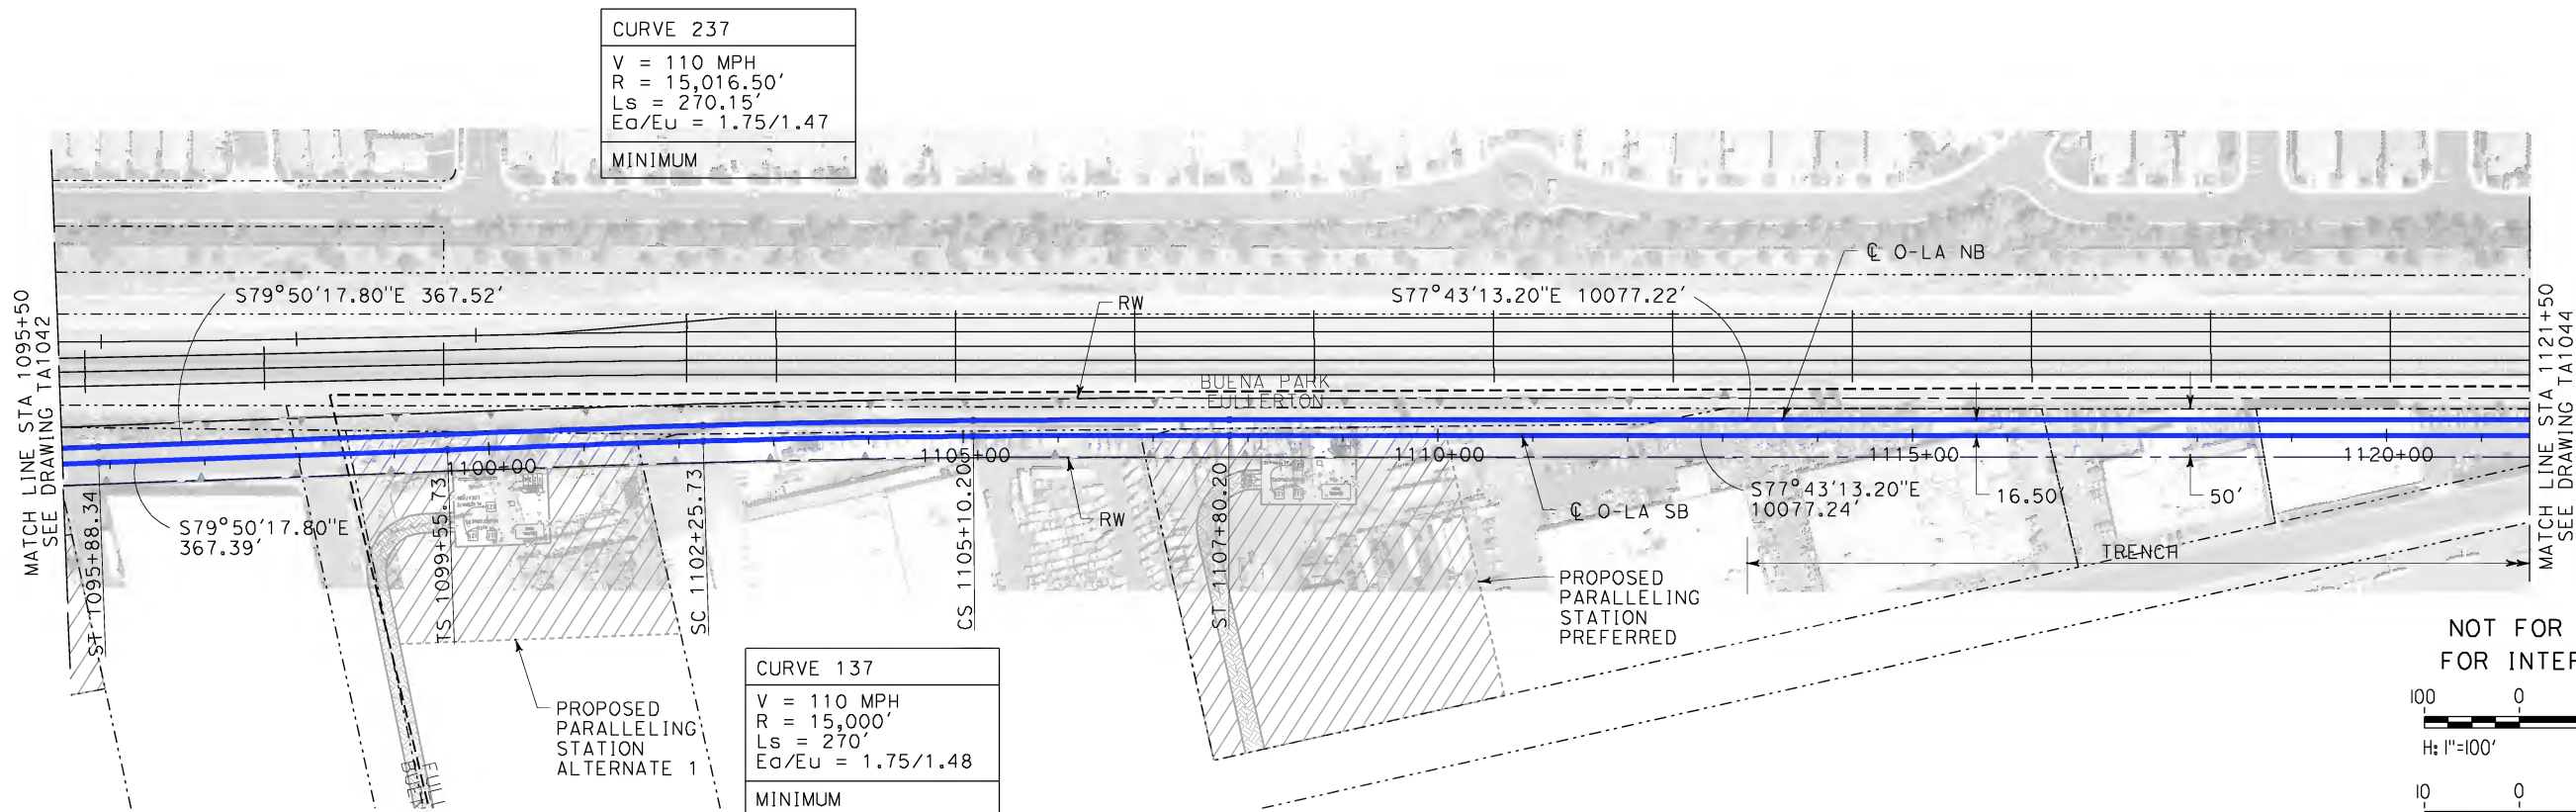 CURVE 237
V = 110 MPH
R = 15,016.50'
Ls = 270.15'
Ea/Eu = 1.75/1.47
MINIMUM
MATCH LINE STA 1095+50
SEE DRAWING TA1042
S79°50'17.80"E 367.52'
RW
S77°43'13.20"E 10077.22'
℄ O-LA NB
MATCH LINE STA 1121+50
SEE DRAWING TA1044
BUENA PARK
FULLERTON
1100+00
1105+00
1110+00
1115+00
1120+00
S79°50'17.80"E
367.39'
ST 1095+88.34
TS 1099+55.73
SC 1102+25.73
CS 1105+10.20
ST 1107+80.20
RW
℄ O-LA SB
S77°43'13.20"E
10077.24'
16.50'
50'
TRENCH
PROPOSED
PARALLELING
STATION
PREFERRED
PROPOSED
PARALLELING
STATION
ALTERNATE 1
CURVE 137
V = 110 MPH
R = 15,000'
Ls = 270'
Ea/Eu = 1.75/1.48
MINIMUM
NOT FOR
FOR INTER
100 0
H: 1"=100'
10 0